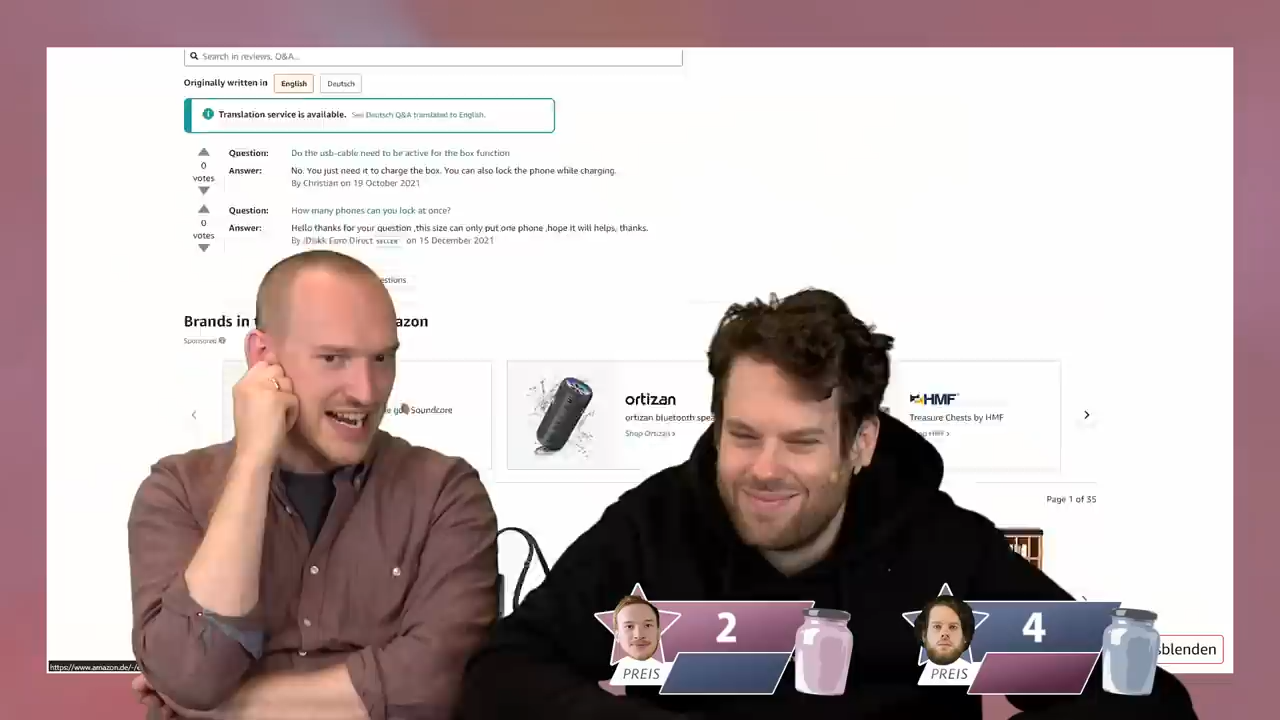 Search in reviews, Q&A...
Originally written in English Deutsch
Translation service is available. See Deutsch Q&A translated to English.
Question: Do the usb-cable need to be active for the box function
0
votes
Answer: No. You just need it to charge the box. You can also lock the phone while charging.
By Christian on 19 October 2021
Question: How many phones can you lock at once?
0
votes
Answer: Hello thanks for your question ,this size can only put one phone ,hope it will helps, thanks.
By Diskk Euro Direct SELLER on 15 December 2021
estions
Brands in azon
Sponsored
Soundcore
ortizan
ortizan bluetooth spea
Shop Ortizan ›
HMF
Treasure Chests by HMF
HMF ›
Page 1 of 35
2
PREIS
4
PREIS
sblenden
https://www.amazon.de/